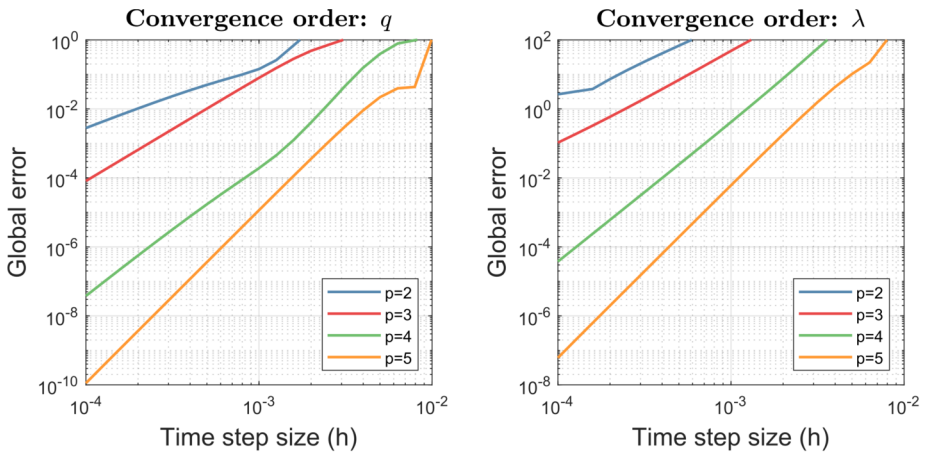 Convergence order: q
Global error
10^0
10^-2
10^-4
10^-6
10^-8
10^-10
p=2
p=3
p=4
p=5
10^-4
10^-3
10^-2
Time step size (h)
Convergence order: λ
Global error
10^2
10^0
10^-2
10^-4
10^-6
10^-8
p=2
p=3
p=4
p=5
10^-4
10^-3
10^-2
Time step size (h)